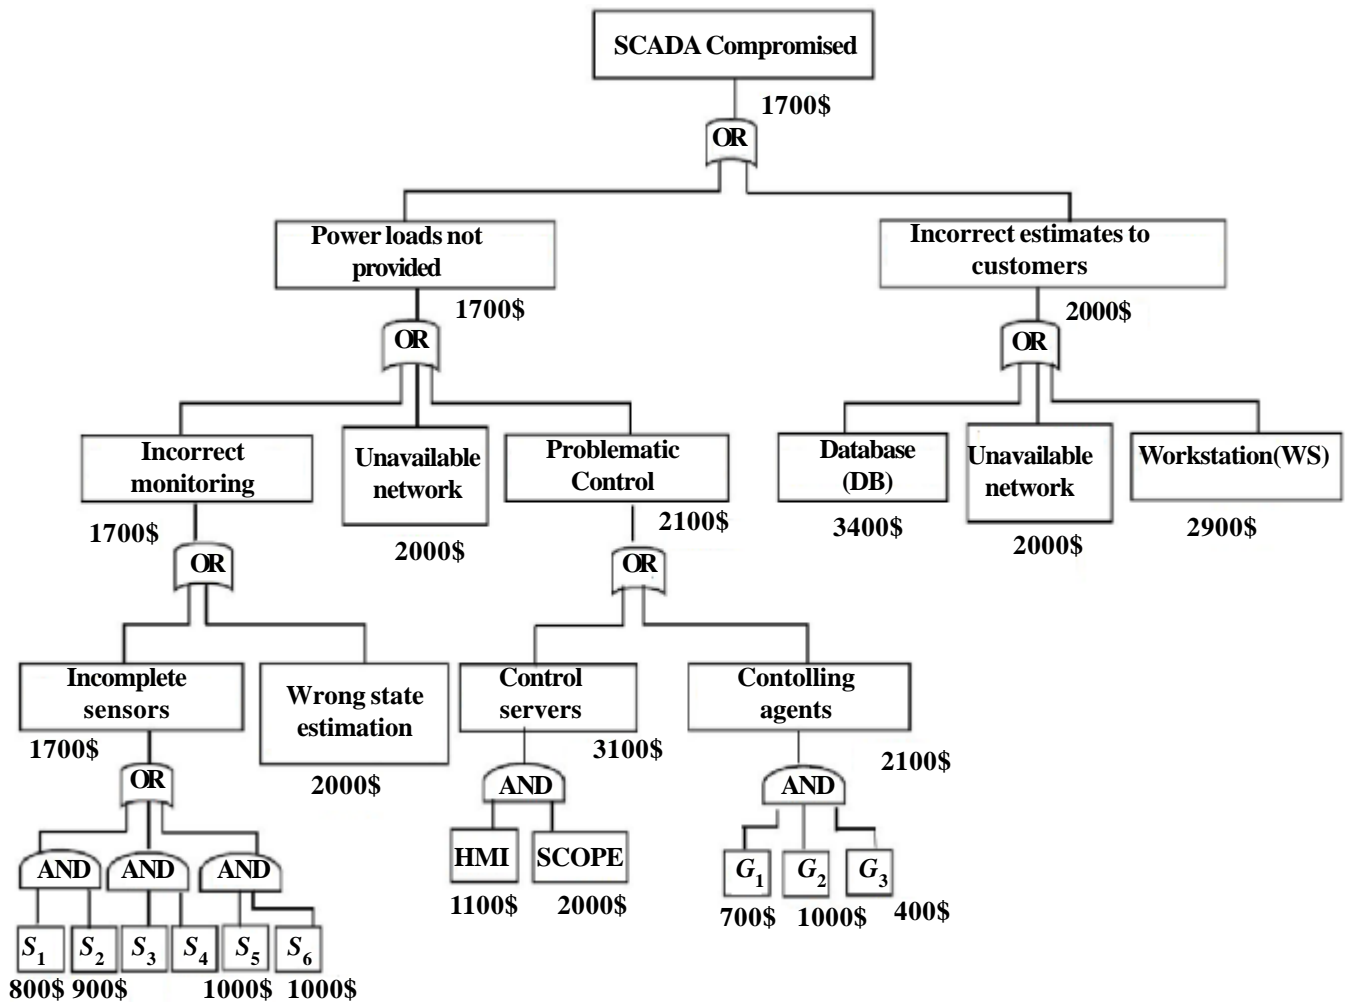 SCADA Compromised
1700$
OR
Power loads not
provided
1700$
OR
Incorrect estimates to
customers
2000$
OR
Incorrect
monitoring
1700$
OR
Unavailable
network
2000$
Problematic
Control
2100$
OR
Database
(DB)
3400$
Unavailable
network
2000$
Workstation(WS)
2900$
Incomplete
sensors
1700$
OR
Wrong state
estimation
2000$
Control
servers
3100$
AND
Contolling
agents
2100$
AND
AND AND AND
HMI SCOPE
1100$ 2000$
G1 G2 G3
700$ 1000$ 400$
S1 S2 S3 S4 S5 S6
800$ 900$ 1000$ 1000$